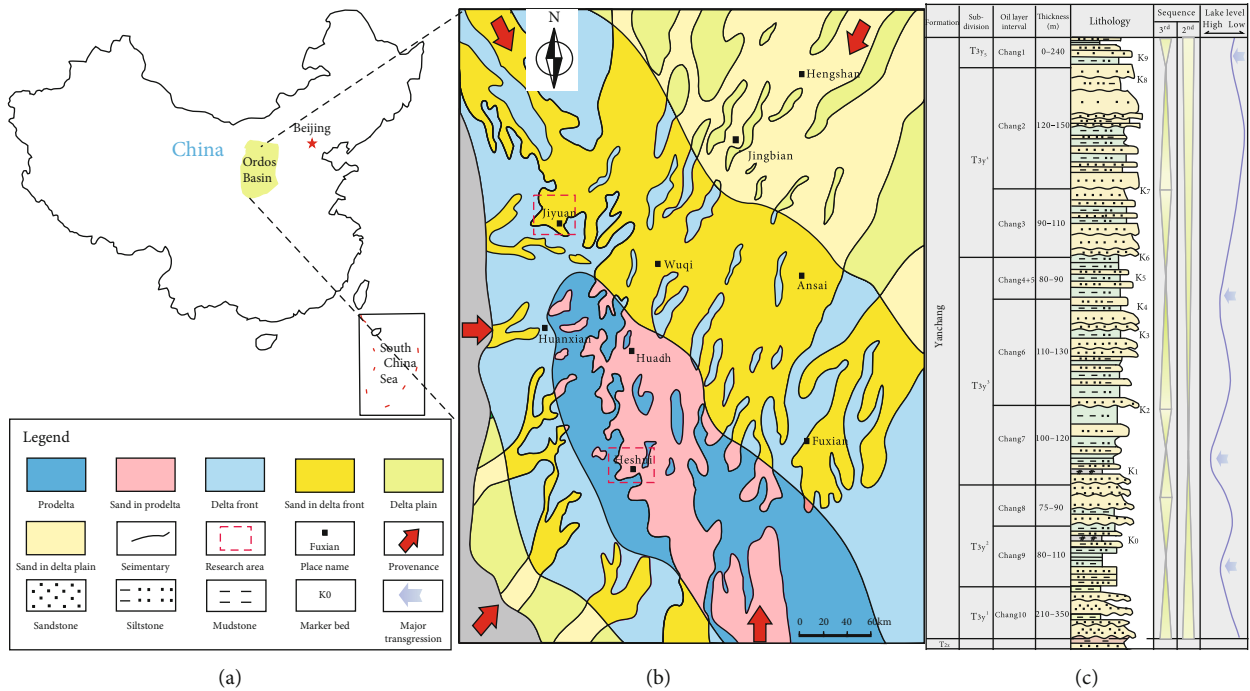 China
Beijing
Ordos
Basin
South
China
Sea
Legend
Prodelta
Sand in prodelta
Delta front
Sand in delta front
Delta plain
Fuxian
Sand in delta plain
Seimentary
Research area
Place name
Provenance
K0
Sandstone
Siltstone
Mudstone
Marker bed
Major
transgression
(a)
N
Hengshan
Jingbian
Jiyuan
Wuqi
Ansai
Huanxian
Huadh
Fuxian
Heshui
0km 20 40 60km
(b)
Formation
Sub-
division
Oil layer
interval
Thickness
(m)
Lithology
Sequence
3rd 2nd
Lake level
High Low
Yanchang
T3y5
Chang1
0–240
K9
K8
T3y4
Chang2
120–150
K7
Chang3
90–110
K6
T3y3
Chang4+5
80–90
K5
K4
Chang6
110–130
K3
K2
Chang7
100–120
K1
T3y2
Chang8
75–90
Chang9
80–110
K0
T3y1
Chang10
210–350
(c)